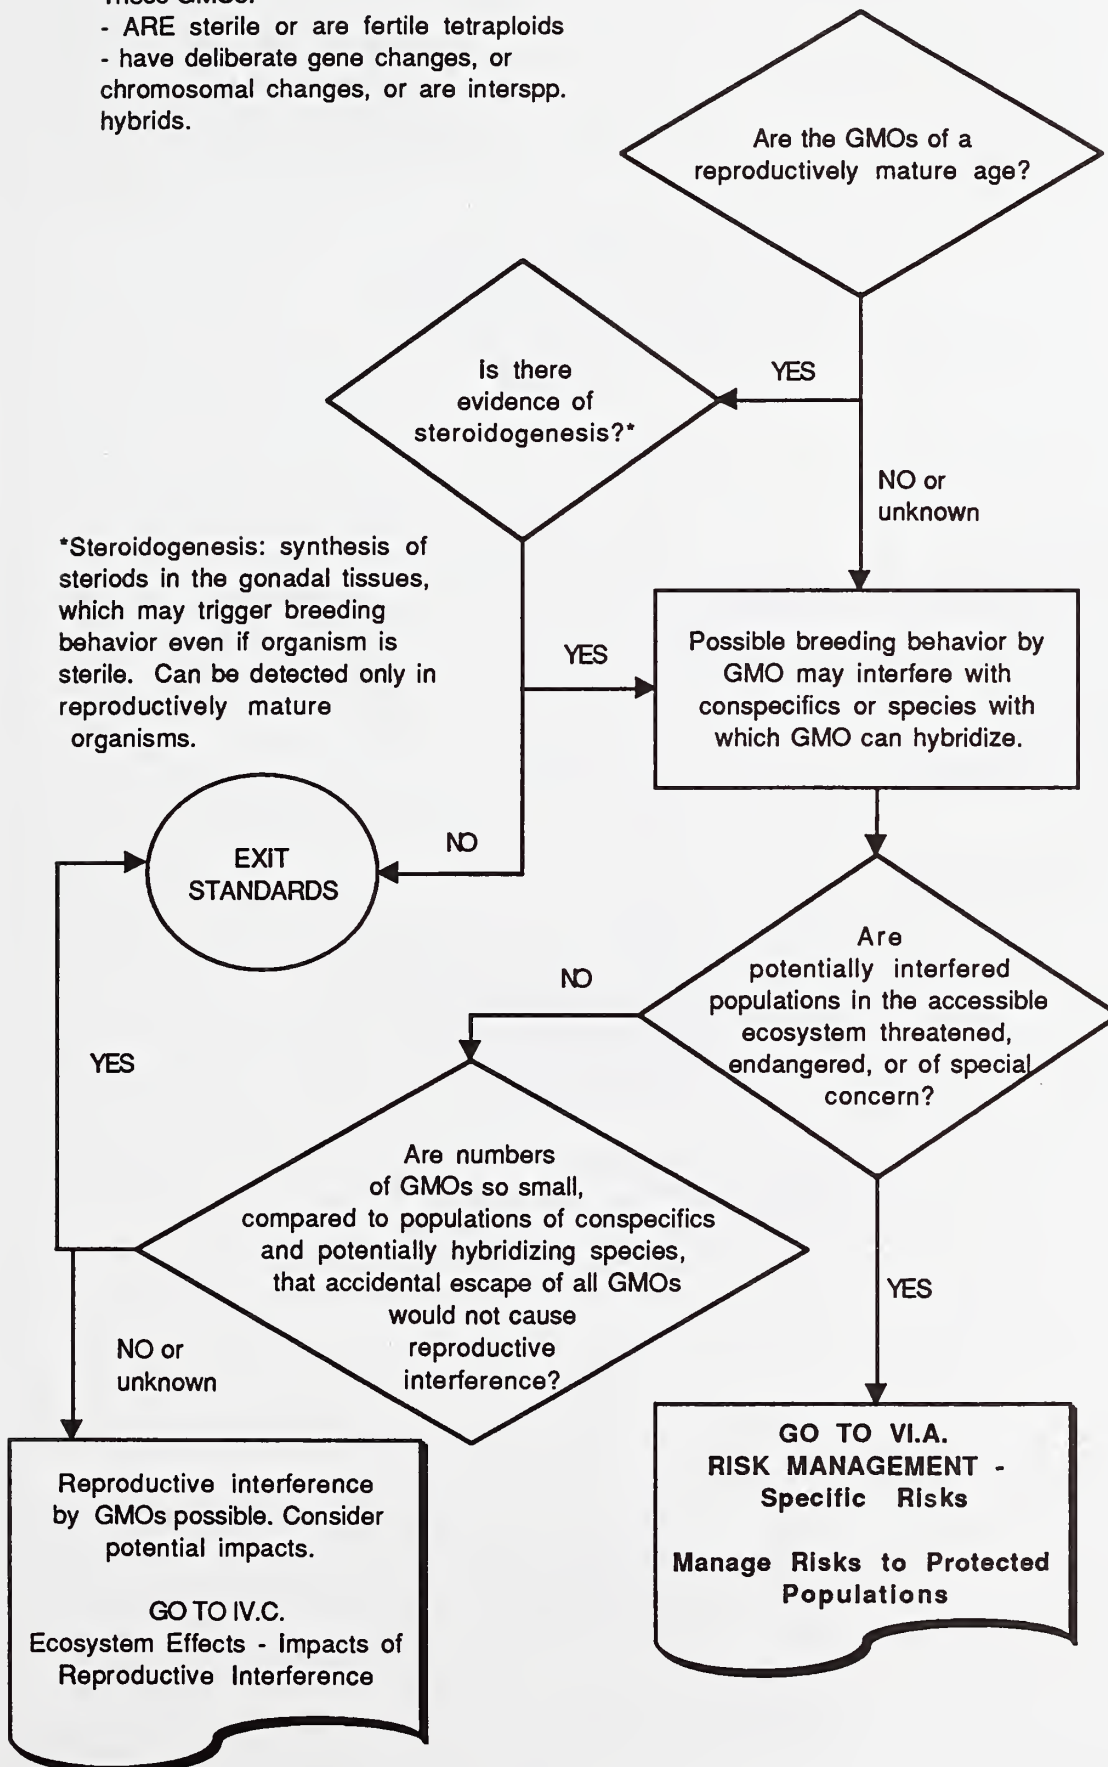 - ARE sterile or are fertile tetraploids
- have deliberate gene changes, or
chromosomal changes, or are interspp.
hybrids.
Are the GMOs of a
reproductively mature age?
Is there
evidence of
steroidogenesis?*
YES
NO or
unknown
*Steroidogenesis: synthesis of
steriods in the gonadal tissues,
which may trigger breeding
behavior even if organism is
sterile. Can be detected only in
reproductively mature
organisms.
YES
Possible breeding behavior by
GMO may interfere with
conspecifics or species with
which GMO can hybridize.
NO
EXIT
STANDARDS
Are
potentially interfered
populations in the accessible
ecosystem threatened,
endangered, or of special
concern?
NO
YES
Are numbers
of GMOs so small,
compared to populations of conspecifics
and potentially hybridizing species,
that accidental escape of all GMOs
would not cause
reproductive
interference?
YES
NO or
unknown
Reproductive interference
by GMOs possible. Consider
potential impacts.
GO TO IV.C.
Ecosystem Effects - Impacts of
Reproductive Interference
GO TO VI.A.
RISK MANAGEMENT -
Specific Risks
Manage Risks to Protected
Populations